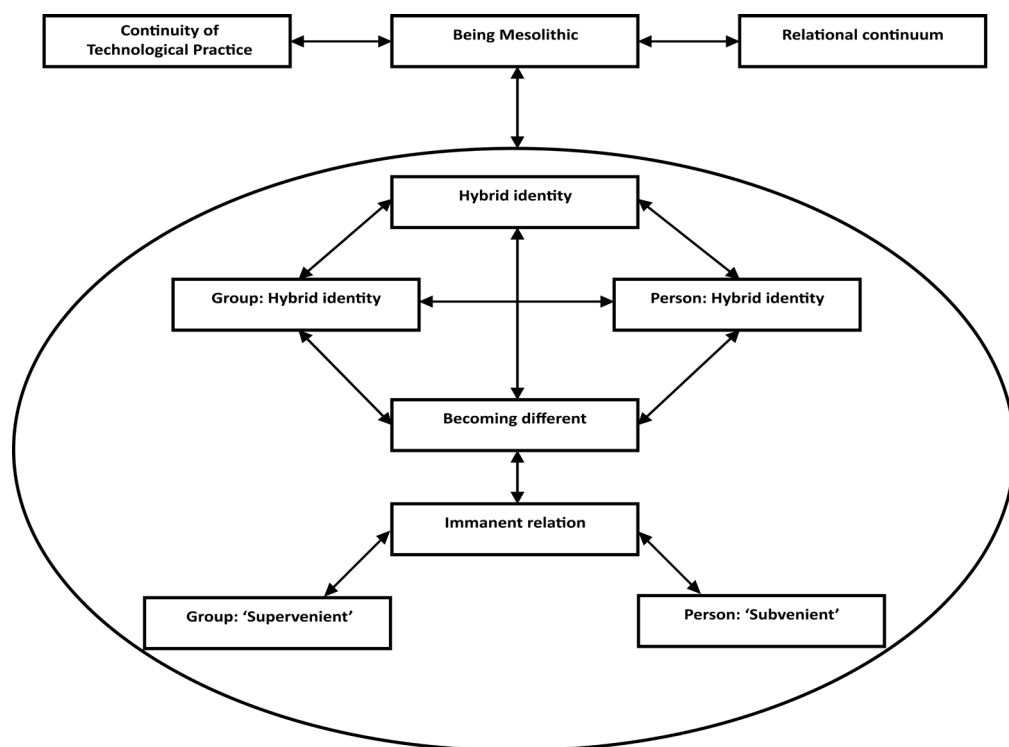 Continuity of
Technological Practice
Being Mesolithic
Relational continuum
Hybrid identity
Group: Hybrid identity
Person: Hybrid identity
Becoming different
Immanent relation
Group: ‘Supervenient’
Person: ‘Subvenient’